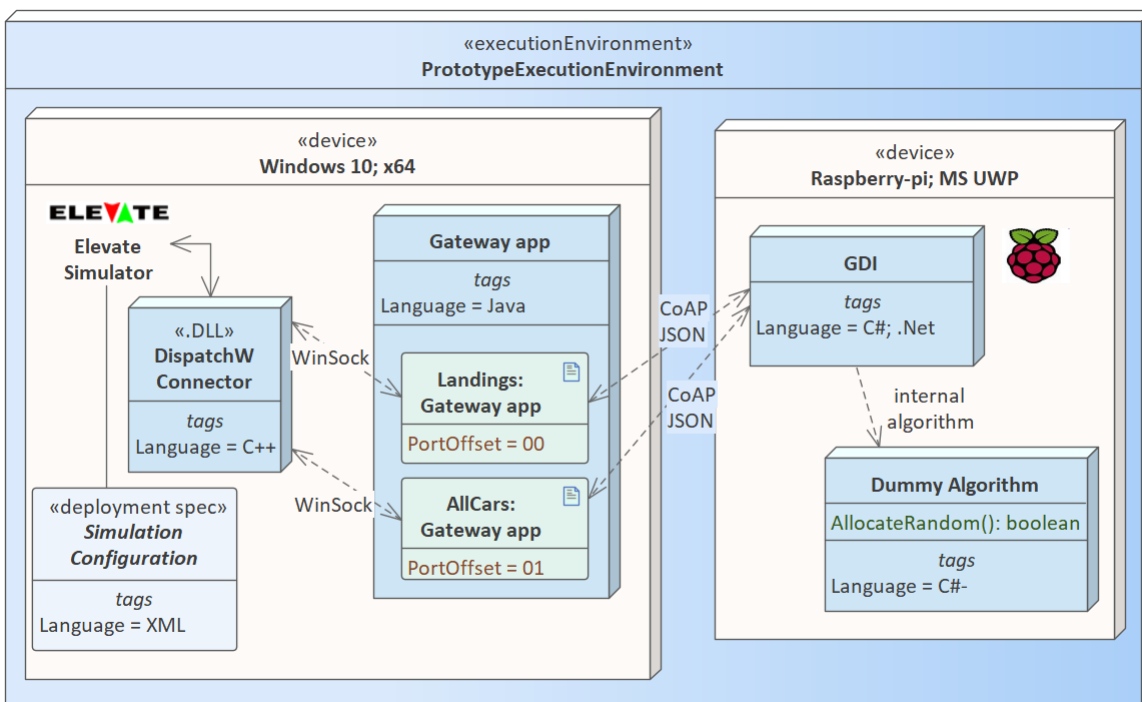 «executionEnvironment»
PrototypeExecutionEnvironment
«device»
Windows 10; x64
ELEVATE
Elevate
Simulator
«.DLL»
DispatchW
Connector
tags
Language = C++
«deployment spec»
Simulation
Configuration
tags
Language = XML
WinSock
WinSock
Gateway app
tags
Language = Java
Landings:
Gateway app
PortOffset = 00
AllCars:
Gateway app
PortOffset = 01
CoAP
JSON
CoAP
JSON
«device»
Raspberry-pi; MS UWP
GDI
tags
Language = C#; .Net
internal
algorithm
Dummy Algorithm
AllocateRandom(): boolean
tags
Language = C#-